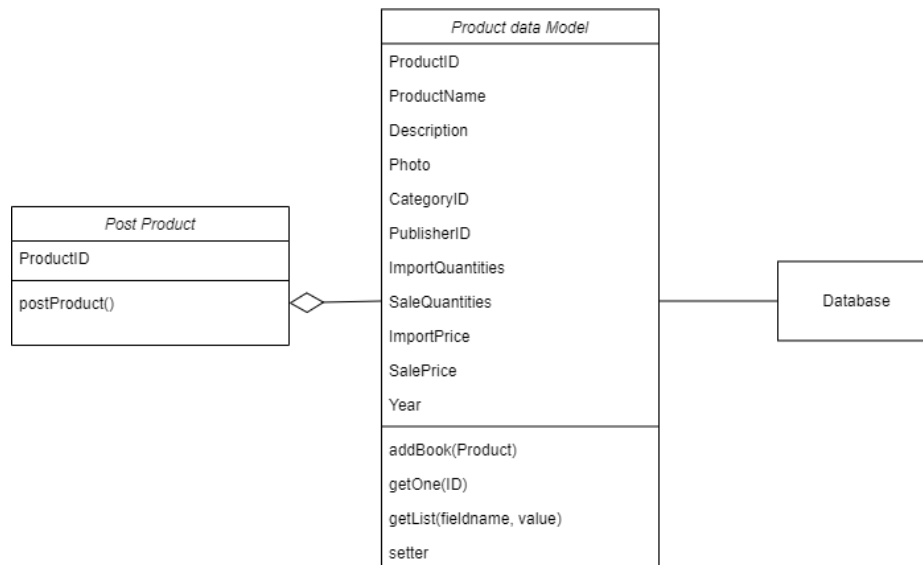 Product data Model
ProductID
ProductName
Description
Photo
CategoryID
PublisherID
ImportQuantities
SaleQuantities
ImportPrice
SalePrice
Year
addBook(Product)
getOne(ID)
getList(fieldname, value)
setter
Post Product
ProductID
postProduct()
Database